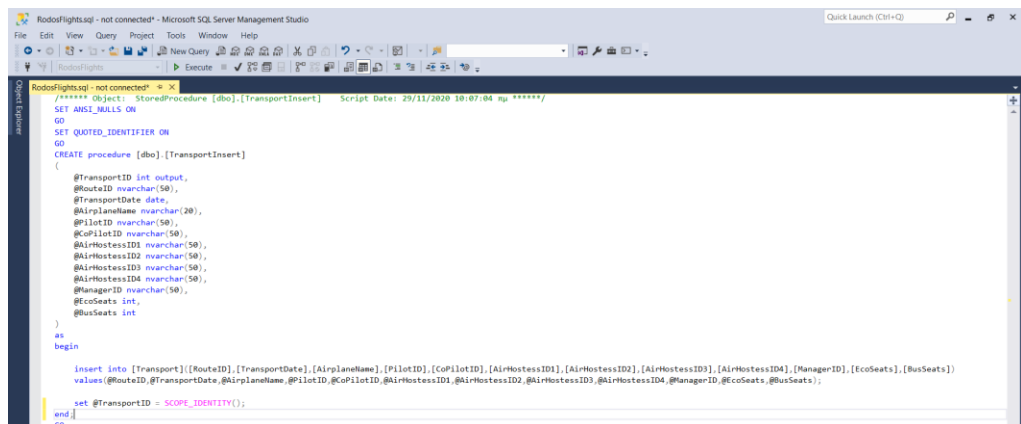 RodosFlights.sql - not connected* - Microsoft SQL Server Management Studio
Quick Launch (Ctrl+Q)
File Edit View Query Project Tools Window Help
New Query
RodosFlights
Execute
Object Explorer
RodosFlights.sql - not connected*
/****** Object: StoredProcedure [dbo].[TransportInsert] Script Date: 29/11/2020 10:07:04 πμ ******/
SET ANSI_NULLS ON
GO
SET QUOTED_IDENTIFIER ON
GO
CREATE procedure [dbo].[TransportInsert]
(
@TransportID int output,
@RouteID nvarchar(50),
@TransportDate date,
@AirplaneName nvarchar(20),
@PilotID nvarchar(50),
@CoPilotID nvarchar(50),
@AirHostessID1 nvarchar(50),
@AirHostessID2 nvarchar(50),
@AirHostessID3 nvarchar(50),
@AirHostessID4 nvarchar(50),
@ManagerID nvarchar(50),
@EcoSeats int,
@BusSeats int
)
as
begin
insert into [Transport]([RouteID],[TransportDate],[AirplaneName],[PilotID],[CoPilotID],[AirHostessID1],[AirHostessID2],[AirHostessID3],[AirHostessID4],[ManagerID],[EcoSeats],[BusSeats])
values(@RouteID,@TransportDate,@AirplaneName,@PilotID,@CoPilotID,@AirHostessID1,@AirHostessID2,@AirHostessID3,@AirHostessID4,@ManagerID,@EcoSeats,@BusSeats);
set @TransportID = SCOPE_IDENTITY();
end;
GO